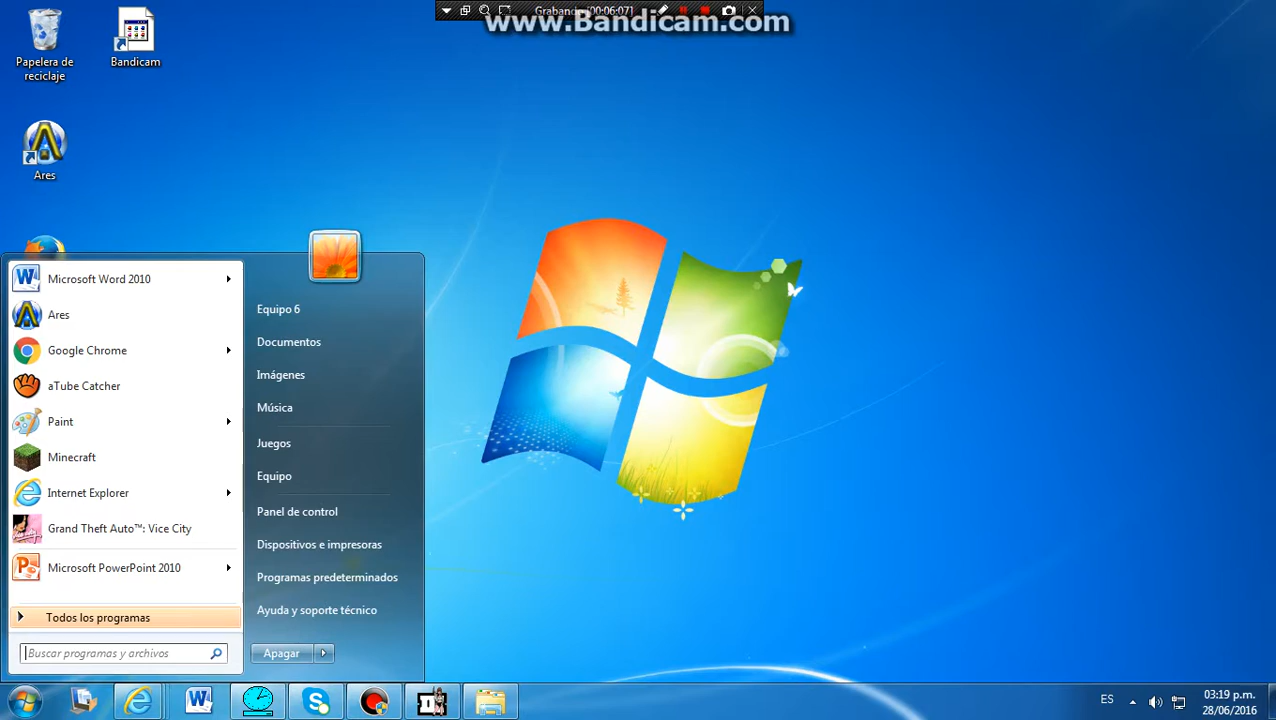 Grabando [00:06:07]
www.Bandicam.com
Papelera de
reciclaje
Bandicam
Ares
Microsoft Word 2010
Ares
Google Chrome
aTube Catcher
Paint
Minecraft
Internet Explorer
Grand Theft Auto™: Vice City
Microsoft PowerPoint 2010
Todos los programas
Buscar programas y archivos
Equipo 6
Documentos
Imágenes
Música
Juegos
Equipo
Panel de control
Dispositivos e impresoras
Programas predeterminados
Ayuda y soporte técnico
Apagar
ES
03:19 p.m.
28/06/2016